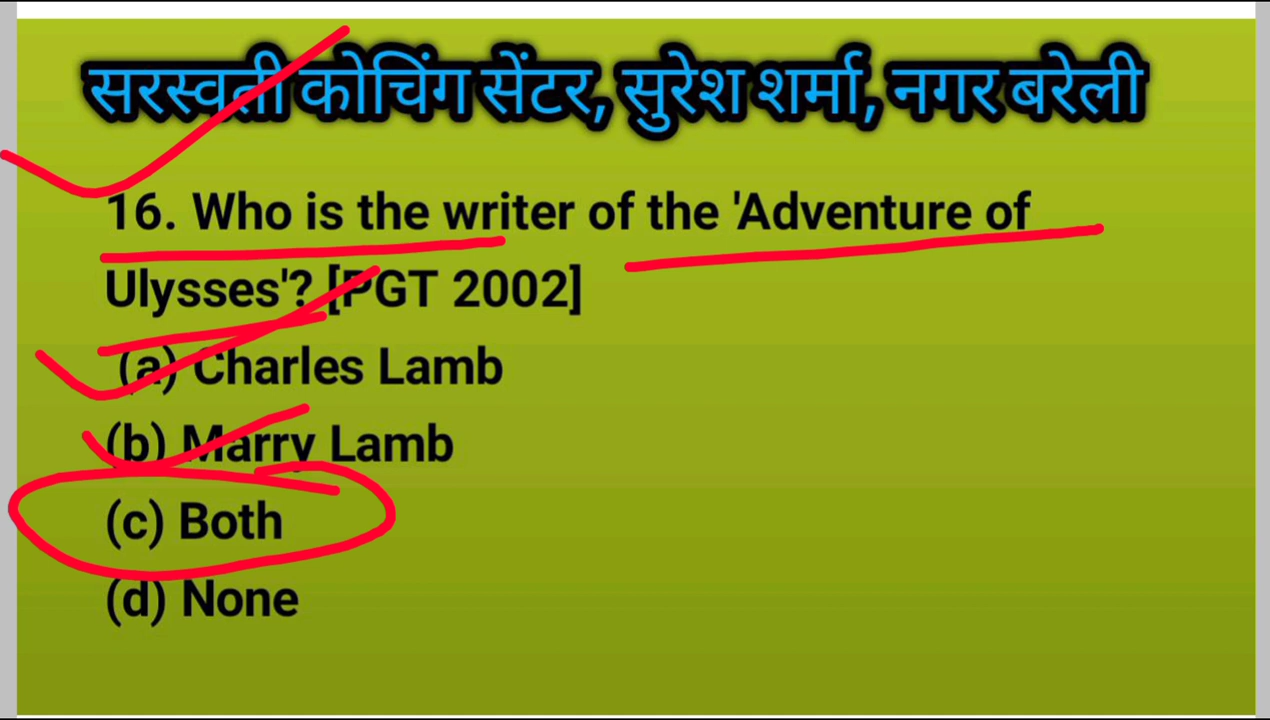 सरस्वती कोचिंग सेंटर, सुरेश शर्मा, नगर बरेली
16. Who is the writer of the 'Adventure of
Ulysses'? [PGT 2002]
(a) Charles Lamb
(b) Marry Lamb
(c) Both
(d) None